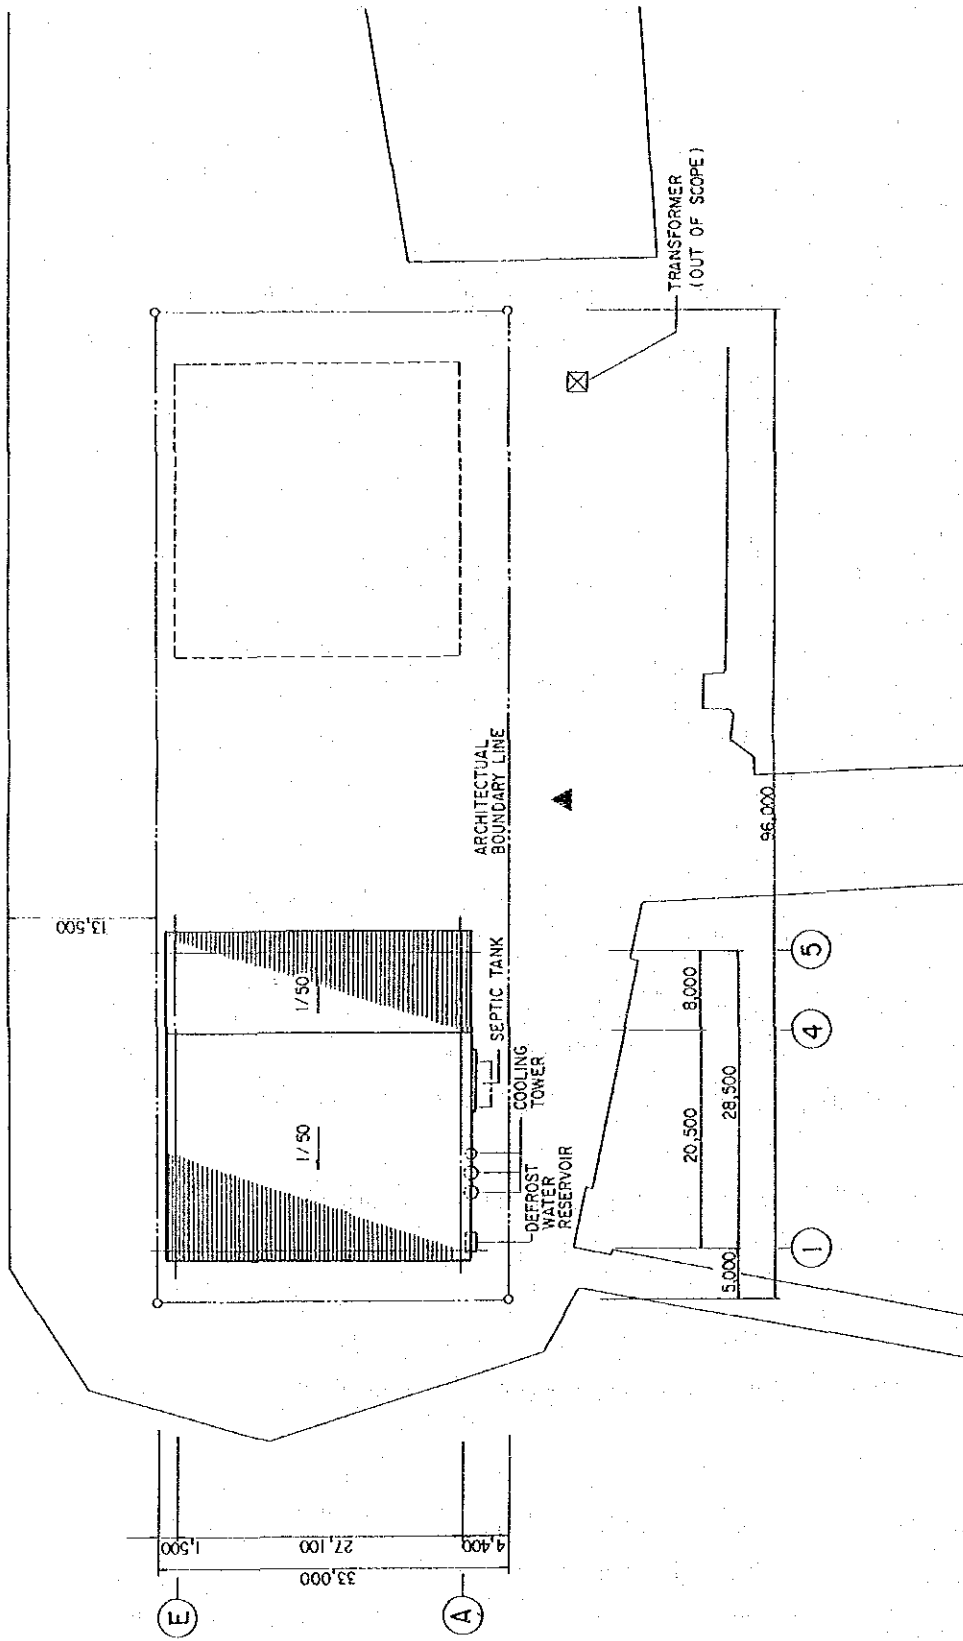 13,500
TRANSFORMER
(OUT OF SCOPE)
ARCHITECTUAL
BOUNDARY LINE
1/50
1/50
SEPTIC TANK
COOLING
TOWER
DEFROST
WATER
RESERVOIR
96,000
8,000
20,500
28,500
5,000
5
4
1
1,500
27,100
4,400
33,000
E
A